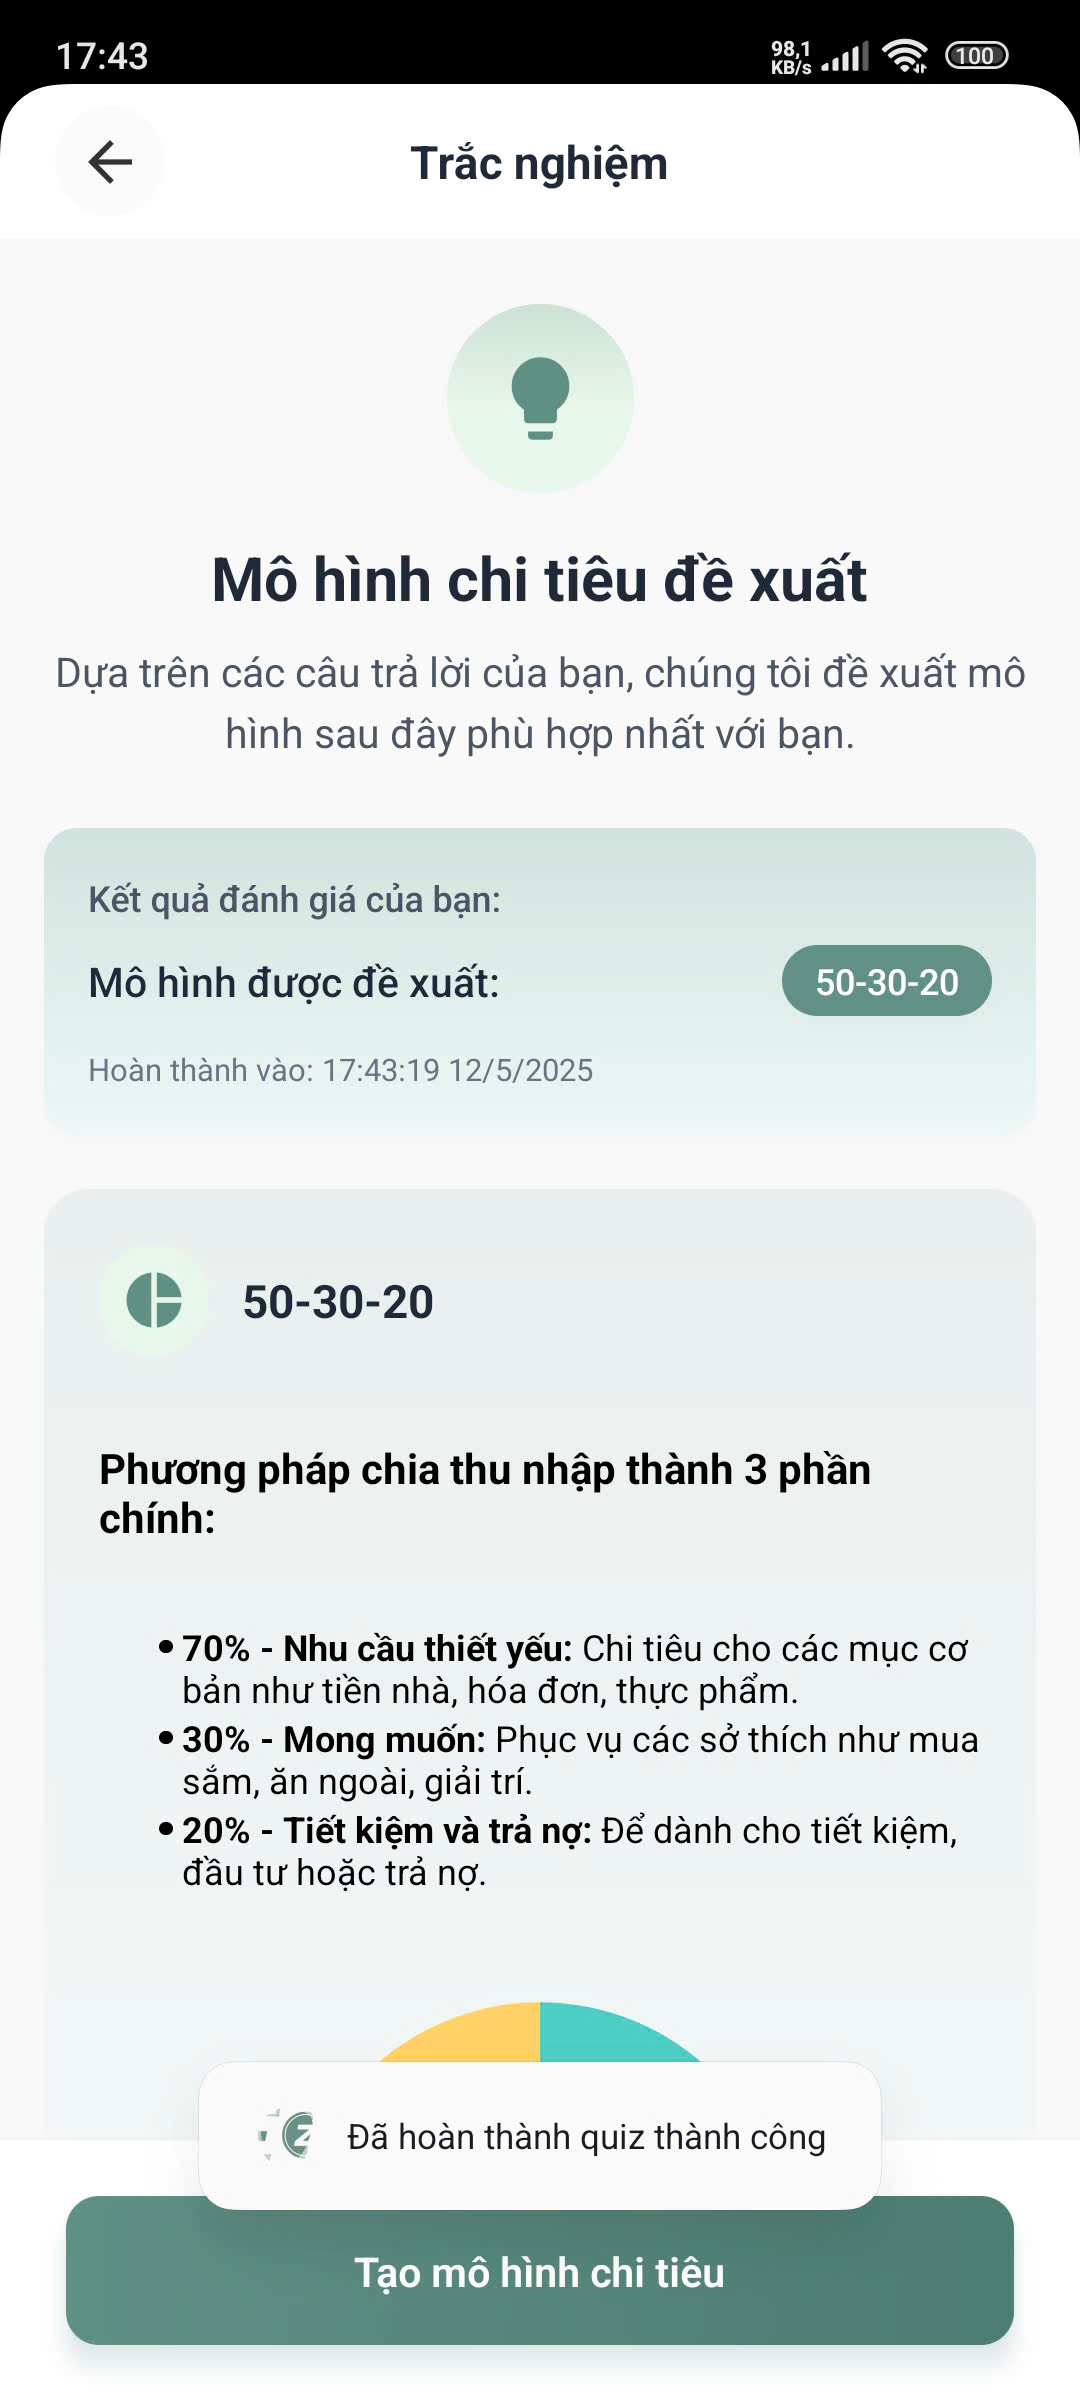 17:43
98,1
KB/s
100
Trắc nghiệm
Mô hình chi tiêu đề xuất
Dựa trên các câu trả lời của bạn, chúng tôi đề xuất mô
hình sau đây phù hợp nhất với bạn.
Kết quả đánh giá của bạn:
Mô hình được đề xuất:
50-30-20
Hoàn thành vào: 17:43:19 12/5/2025
50-30-20
Phương pháp chia thu nhập thành 3 phần
chính:
• 70% - Nhu cầu thiết yếu: Chi tiêu cho các mục cơ
bản như tiền nhà, hóa đơn, thực phẩm.
• 30% - Mong muốn: Phục vụ các sở thích như mua
sắm, ăn ngoài, giải trí.
• 20% - Tiết kiệm và trả nợ: Để dành cho tiết kiệm,
đầu tư hoặc trả nợ.
Đã hoàn thành quiz thành công
Tạo mô hình chi tiêu